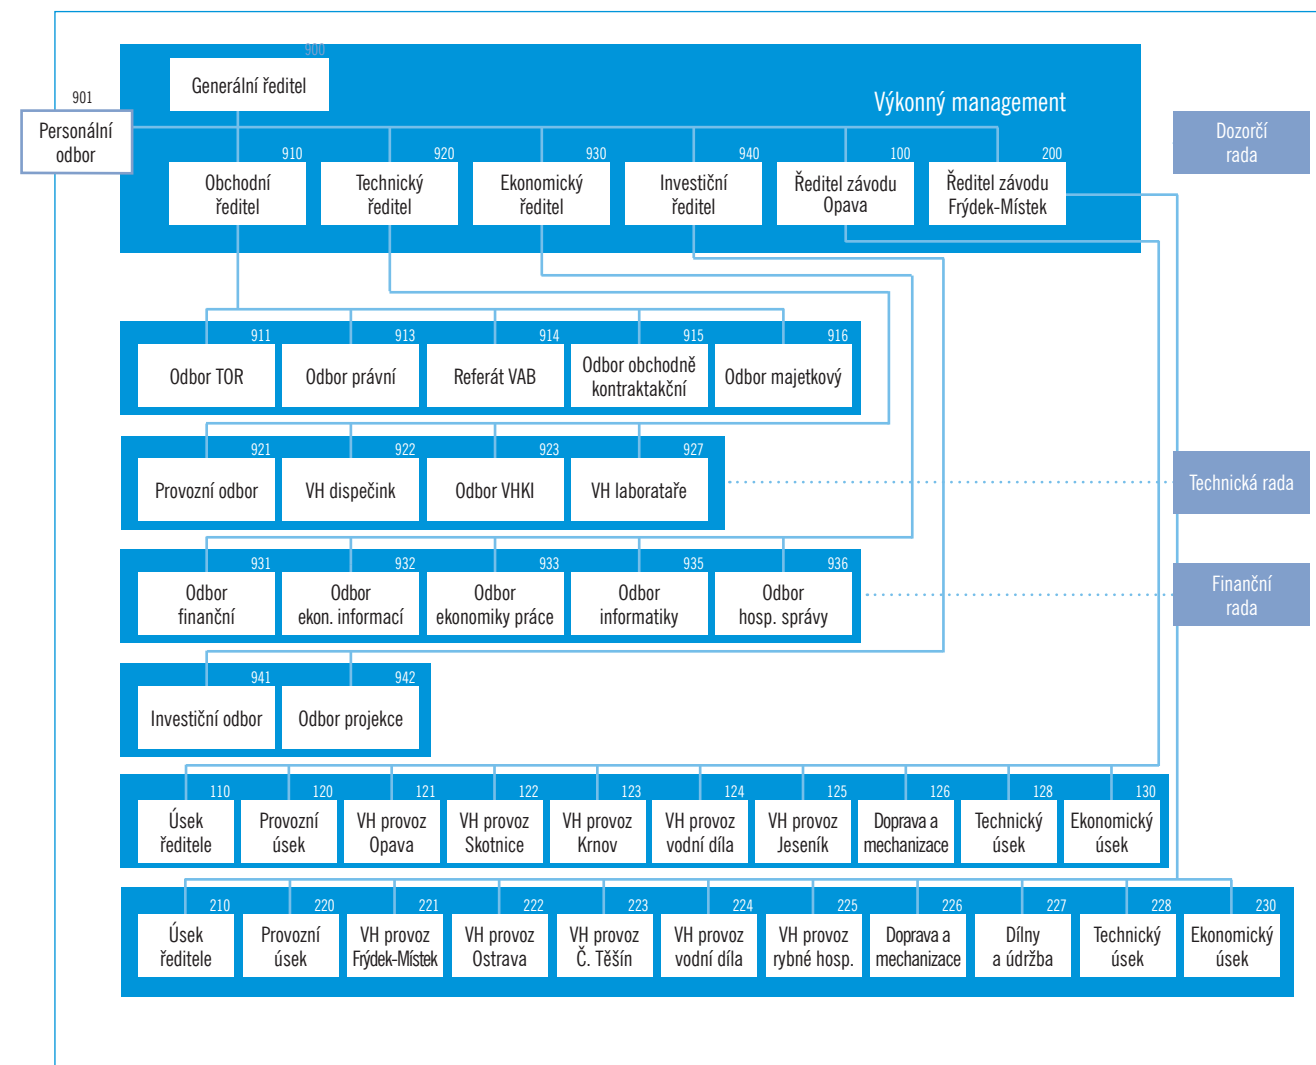 900
Generální ředitel
Výkonný management
901
Personální
odbor
Dozorčí
rada
910
Obchodní
ředitel
920
Technický
ředitel
930
Ekonomický
ředitel
940
Investiční
ředitel
100
Ředitel závodu
Opava
200
Ředitel závodu
Frýdek-Místek
911
Odbor TOR
913
Odbor právní
914
Referát VAB
915
Odbor obchodně
kontraktakční
916
Odbor majetkový
921
Provozní odbor
922
VH dispečink
923
Odbor VHKI
927
VH laborataře
Technická rada
931
Odbor
finanční
932
Odbor
ekon. informací
933
Odbor
ekonomiky práce
935
Odbor
informatiky
936
Odbor
hosp. správy
Finanční
rada
941
Investiční odbor
942
Odbor projekce
110
Úsek
ředitele
120
Provozní
úsek
121
VH provoz
Opava
122
VH provoz
Skotnice
123
VH provoz
Krnov
124
VH provoz
vodní díla
125
VH provoz
Jeseník
126
Doprava a
mechanizace
128
Technický
úsek
130
Ekonomický
úsek
210
Úsek
ředitele
220
Provozní
úsek
221
VH provoz
Frýdek-Místek
222
VH provoz
Ostrava
223
VH provoz
Č. Těšín
224
VH provoz
vodní díla
225
VH provoz
rybné hosp.
226
Doprava a
mechanizace
227
Dílny
a údržba
228
Technický
úsek
230
Ekonomický
úsek